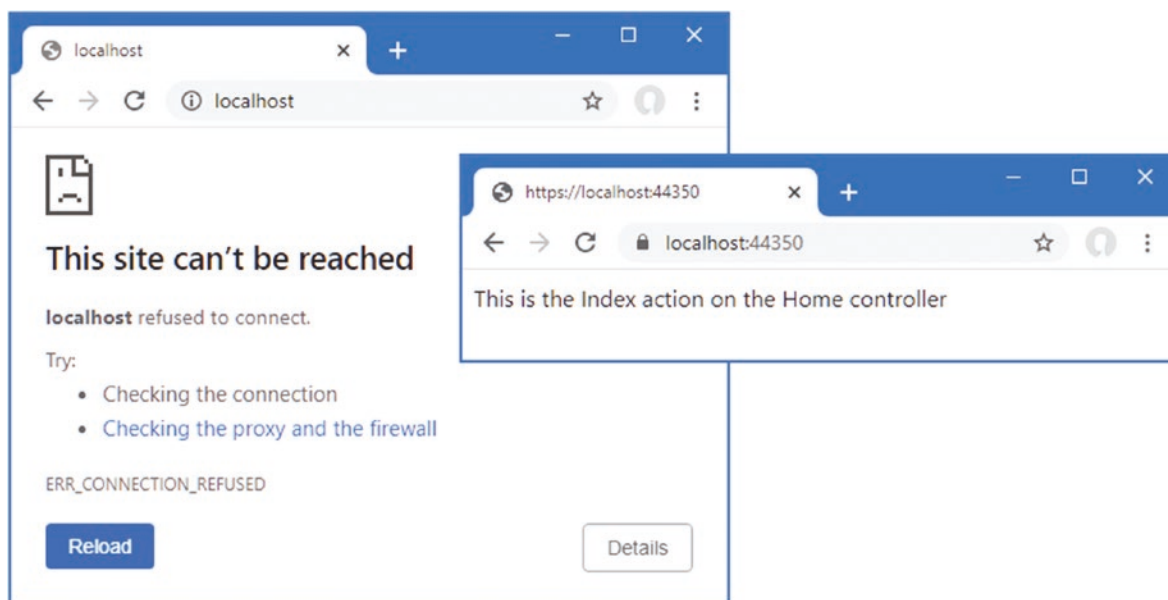 localhost
localhost
This site can’t be reached
localhost refused to connect.
Try:
Checking the connection
Checking the proxy and the firewall
ERR_CONNECTION_REFUSED
Reload
Details
https://localhost:44350
localhost:44350
This is the Index action on the Home controller